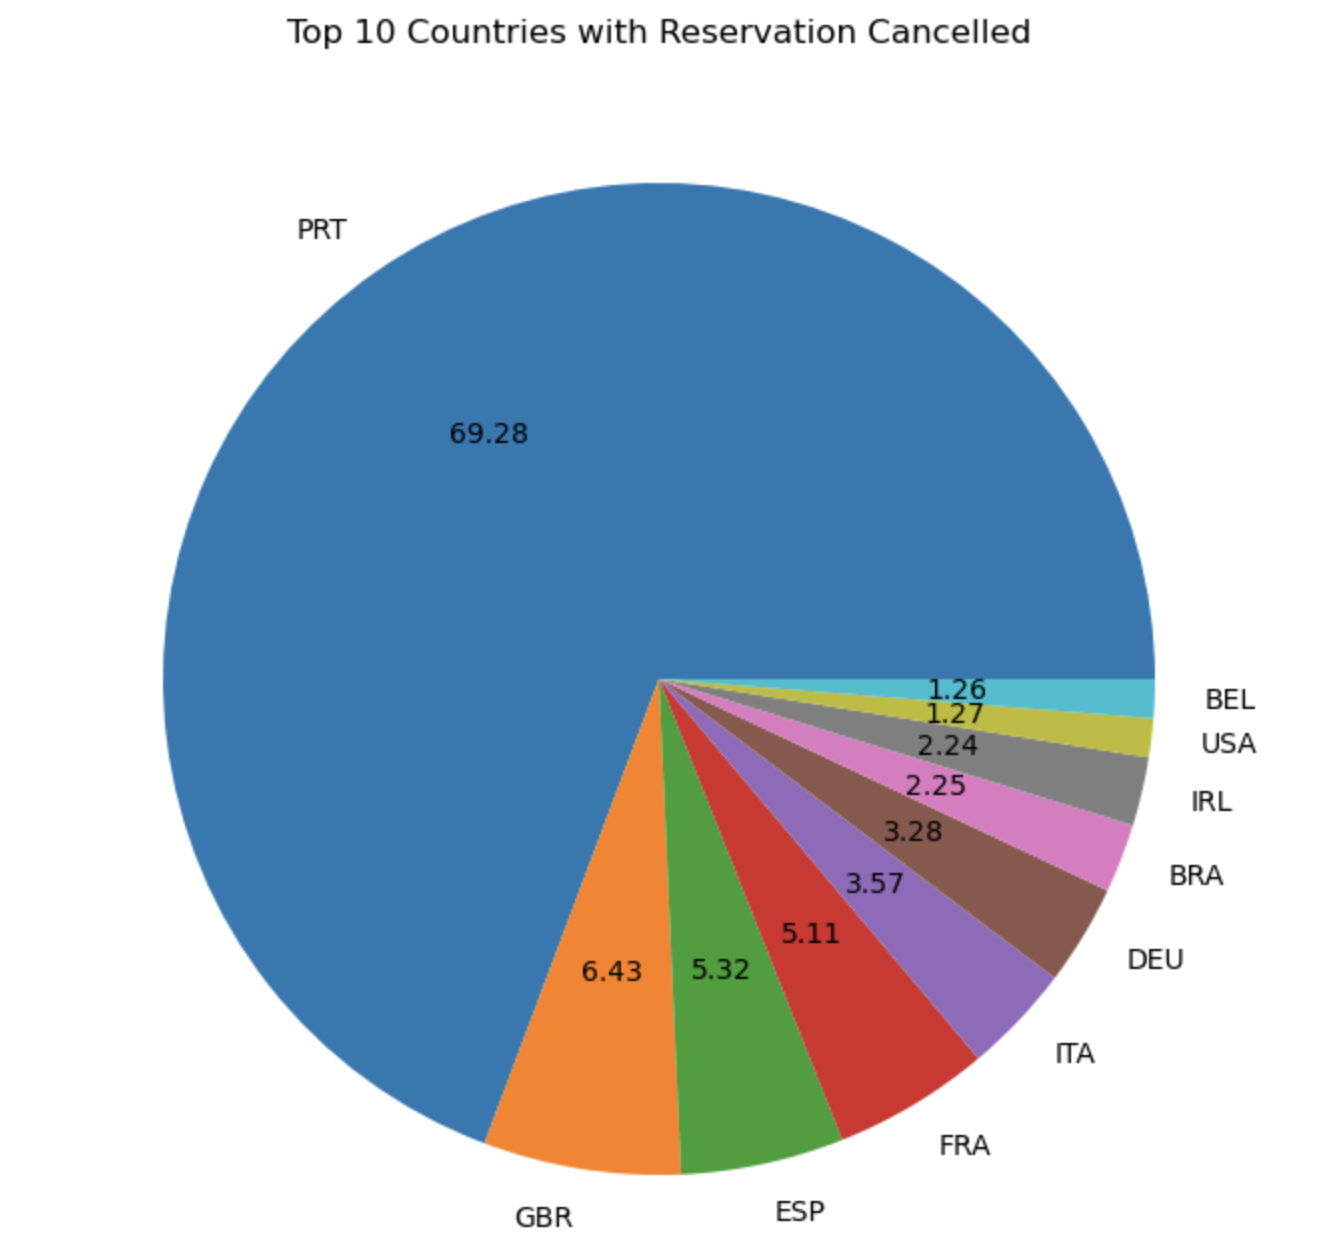 Top 10 Countries with Reservation Cancelled
PRT
69.28
1.26
BEL
1.27
USA
2.24
IRL
2.25
BRA
3.28
DEU
3.57
ITA
5.11
FRA
5.32
ESP
6.43
GBR